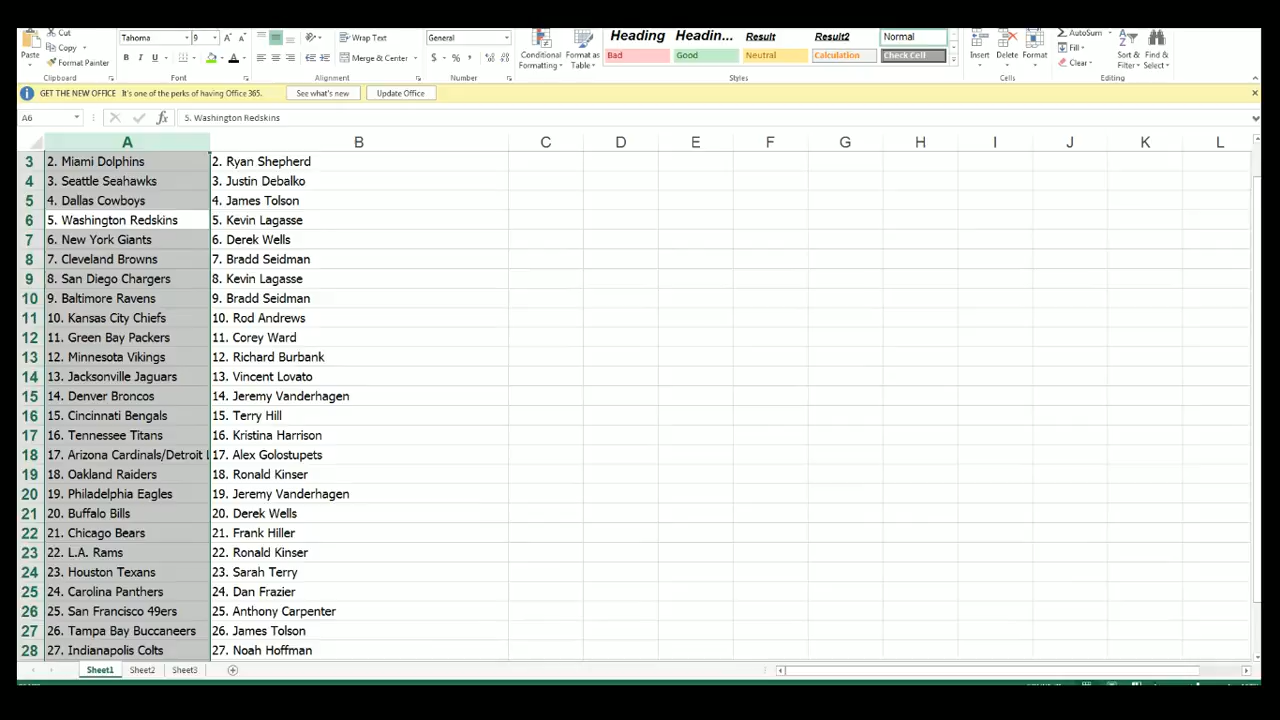 Cut
Tahoma 9 A A Wrap Text General Heading Headin... Result Result2 Normal AutoSum
Paste Copy Conditional Formatting Format as Table Insert Delete Format Fill Sort & Filter Find & Select
Format Painter B I U A Merge & Center $ % , Bad Good Neutral Calculation Check Cell Clear
Clipboard Font Alignment Number Styles Cells Editing
GET THE NEW OFFICE It's one of the perks of having Office 365. See what's new Update Office
A6 fx 5. Washington Redskins
A B C D E F G H I J K L
3 2. Miami Dolphins 2. Ryan Shepherd
4 3. Seattle Seahawks 3. Justin Debalko
5 4. Dallas Cowboys 4. James Tolson
6 5. Washington Redskins 5. Kevin Lagasse
7 6. New York Giants 6. Derek Wells
8 7. Cleveland Browns 7. Bradd Seidman
9 8. San Diego Chargers 8. Kevin Lagasse
10 9. Baltimore Ravens 9. Bradd Seidman
11 10. Kansas City Chiefs 10. Rod Andrews
12 11. Green Bay Packers 11. Corey Ward
13 12. Minnesota Vikings 12. Richard Burbank
14 13. Jacksonville Jaguars 13. Vincent Lovato
15 14. Denver Broncos 14. Jeremy Vanderhagen
16 15. Cincinnati Bengals 15. Terry Hill
17 16. Tennessee Titans 16. Kristina Harrison
18 17. Arizona Cardinals/Detroit L 17. Alex Golostupets
19 18. Oakland Raiders 18. Ronald Kinser
20 19. Philadelphia Eagles 19. Jeremy Vanderhagen
21 20. Buffalo Bills 20. Derek Wells
22 21. Chicago Bears 21. Frank Hiller
23 22. L.A. Rams 22. Ronald Kinser
24 23. Houston Texans 23. Sarah Terry
25 24. Carolina Panthers 24. Dan Frazier
26 25. San Francisco 49ers 25. Anthony Carpenter
27 26. Tampa Bay Buccaneers 26. James Tolson
28 27. Indianapolis Colts 27. Noah Hoffman
Sheet1 Sheet2 Sheet3